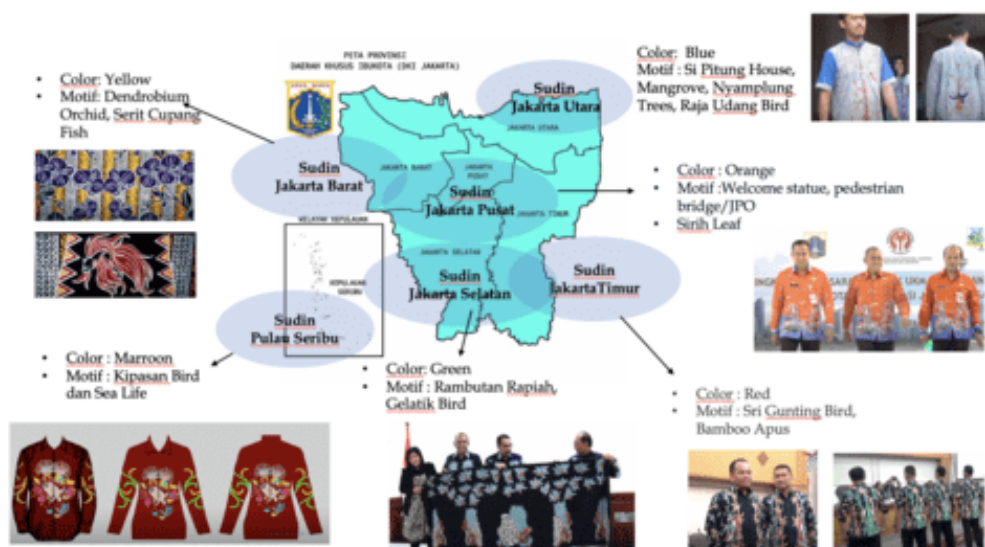 PETA PROVINSI
DAERAH KHUSUS IBUKOTA (DKI JAKARTA)
• Color: Yellow
• Motif: Dendrobium
Orchid, Serit Cupang
Fish
Sudin
Jakarta Utara
JAKARTA UTARA
Color: Blue
Motif : Si Pitung House,
Mangrove, Nyamplung
Trees, Raja Udang Bird
Sudin
Jakarta Barat
JAKARTA BARAT
JAKARTA
PUSAT
Sudin
Jakarta Pusat
JAKARTA TIMUR
• Color : Orange
• Motif :Welcome statue, pedestrian
bridge/JPO
• Sirih Leaf
WILAYAH KEPULAUAN
KEPULAUAN
SERIBU
JAKARTA SELATAN
Sudin
Jakarta Selatan
Sudin
JakartaTimur
Sudin
Pulau Seribu
• Color : Marroon
• Motif : Kipasan Bird
dan Sea Life
• Color: Green
• Motif : Rambutan Rapiah,
Gelatik Bird
• Color : Red
• Motif : Sri Gunting Bird,
Bamboo Apus